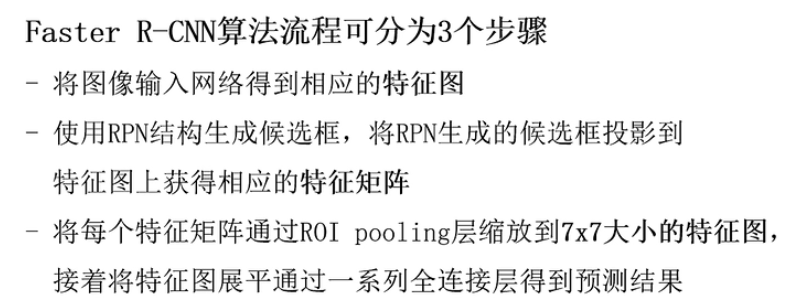 Faster R-CNN算法流程可分为3个步骤
- 将图像输入网络得到相应的特征图
- 使用RPN结构生成候选框，将RPN生成的候选框投影到
特征图上获得相应的特征矩阵
- 将每个特征矩阵通过ROI pooling层缩放到7x7大小的特征图，
接着将特征图展平通过一系列全连接层得到预测结果